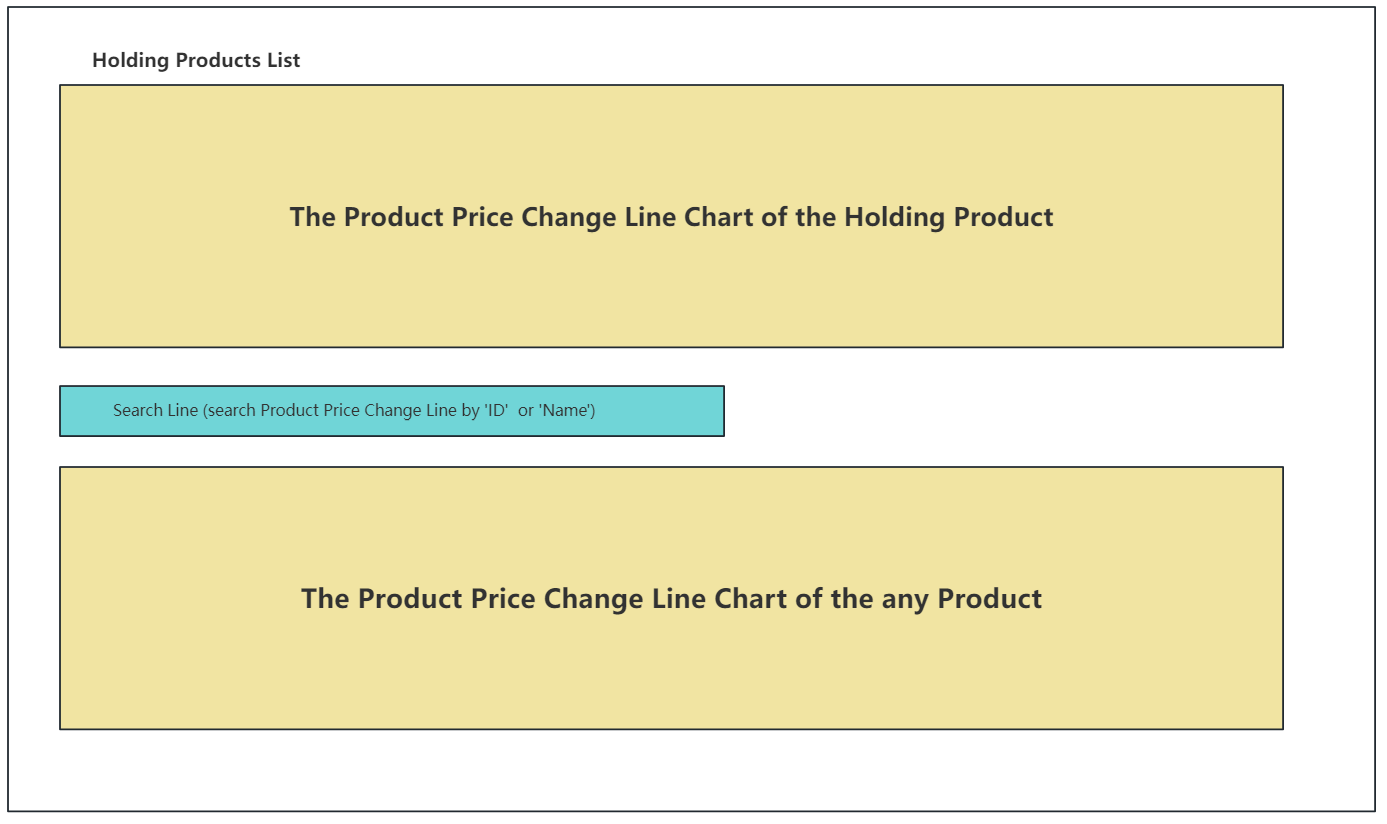 Holding Products List
The Product Price Change Line Chart of the Holding Product
Search Line (search Product Price Change Line by 'ID'  or 'Name')
The Product Price Change Line Chart of the any Product